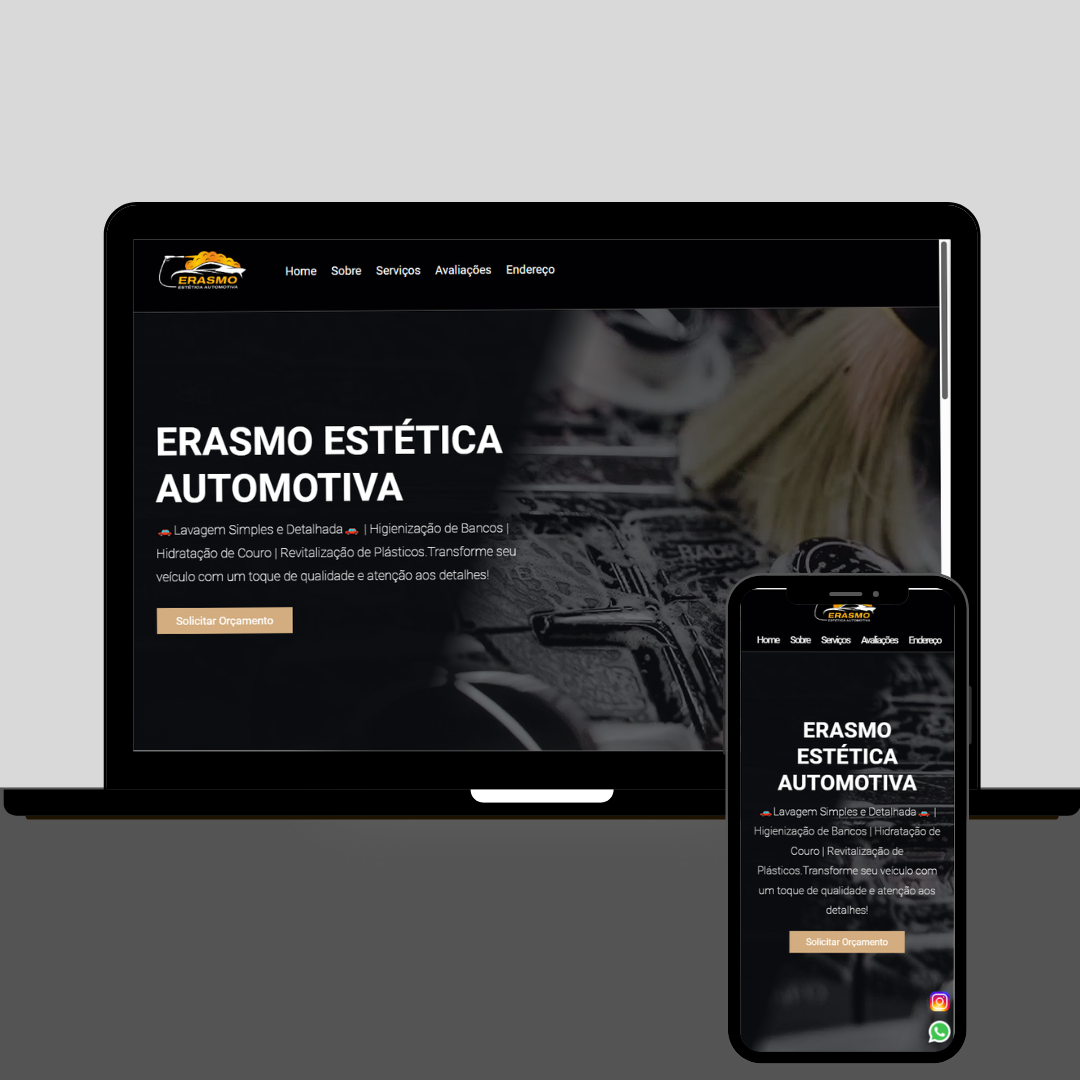 ERASMO
ESTÉTICA AUTOMOTIVA
Home Sobre Serviços Avaliações Endereço
ERASMO ESTÉTICA
AUTOMOTIVA
🚗 Lavagem Simples e Detalhada 🚗 | Higienização de Bancos |
Hidratação de Couro | Revitalização de Plásticos.Transforme seu
veículo com um toque de qualidade e atenção aos detalhes!
Solicitar Orçamento
ERASMO
ESTÉTICA AUTOMOTIVA
Home Sobre Serviços Avaliações Endereço
ERASMO
ESTÉTICA
AUTOMOTIVA
🚗 Lavagem Simples e Detalhada 🚗 |
Higienização de Bancos | Hidratação de
Couro | Revitalização de
Plásticos.Transforme seu veículo com
um toque de qualidade e atenção aos
detalhes!
Solicitar Orçamento